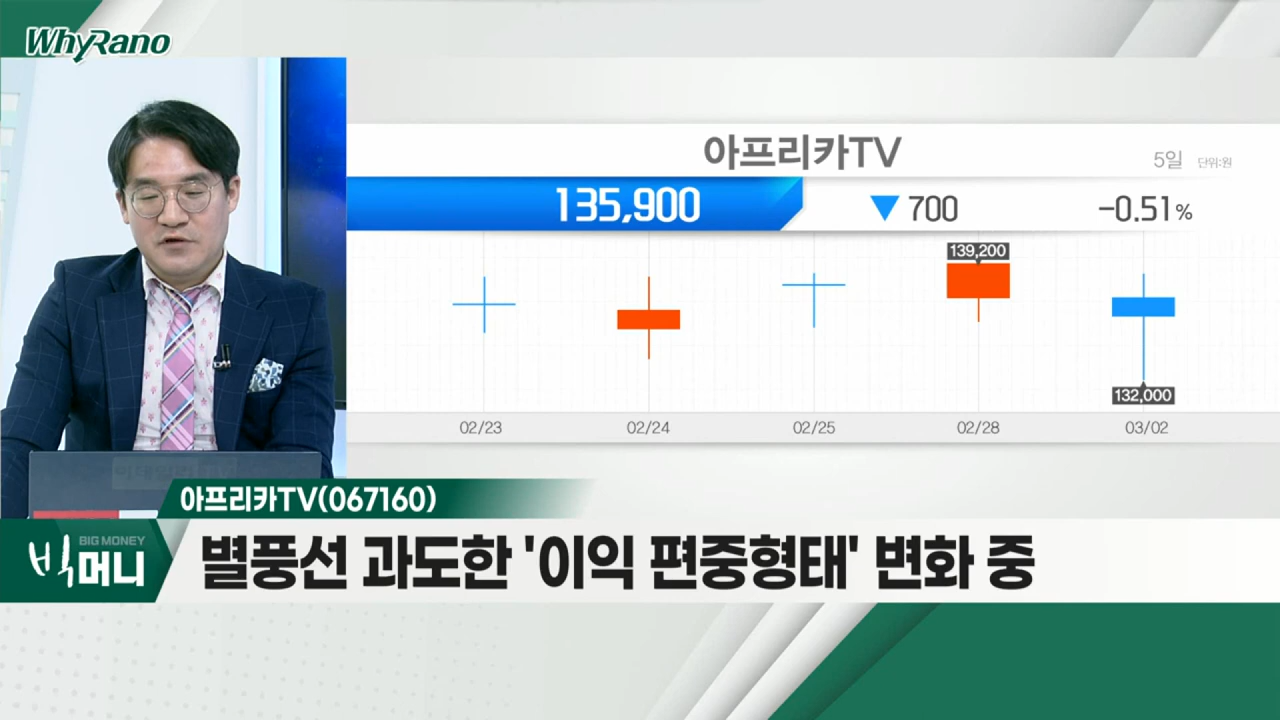 WhyRano
아프리카TV
5일 단위:원
135,900 ▼ 700 -0.51%
139,200
132,000
02/23 02/24 02/25 02/28 03/02
아프리카TV(067160)
BIG MONEY
빅머니
별풍선 과도한 '이익 편중형태' 변화 중